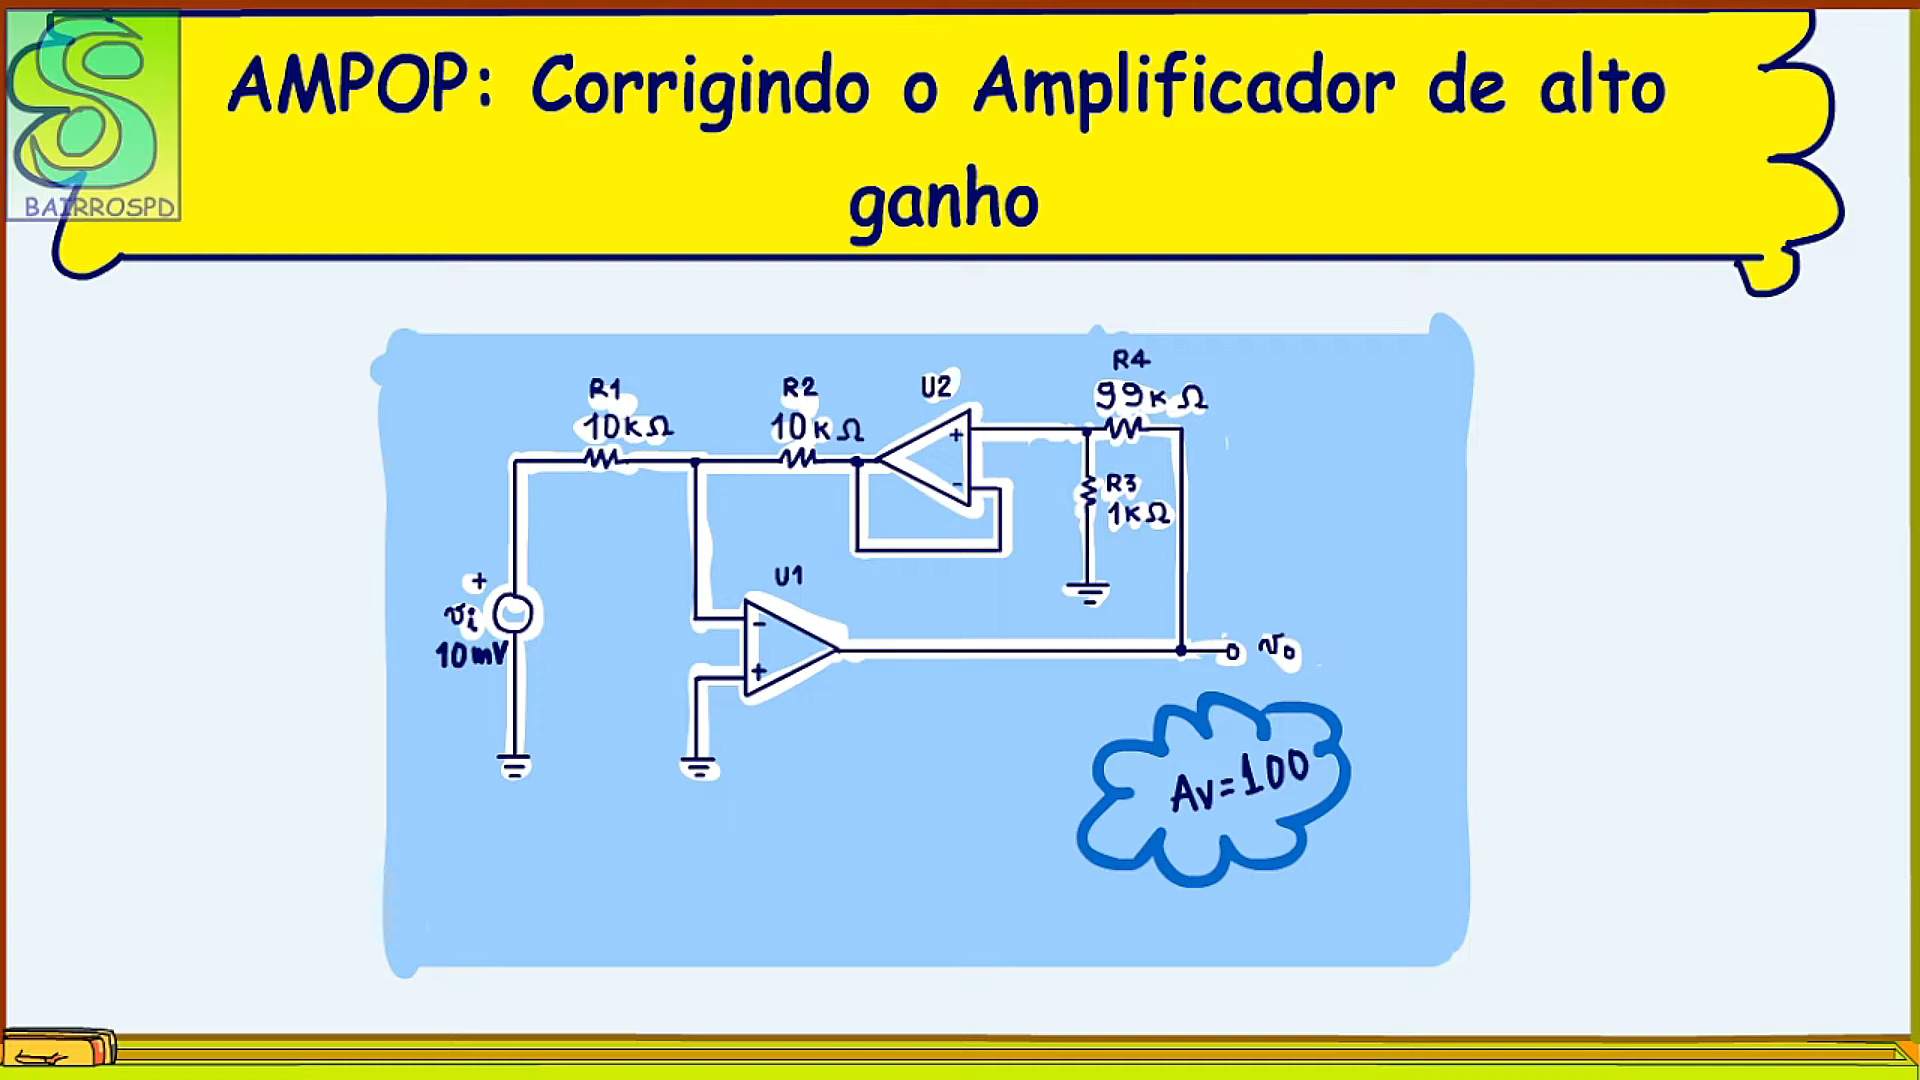 AMPOP: Corrigindo o Amplificador de alto
ganho
BAIRROSPD
R1
10KΩ
R2
10KΩ
U2
R4
99KΩ
+
-
R3
1KΩ
+
vi
10mV
U1
-
+
vo
Av=100